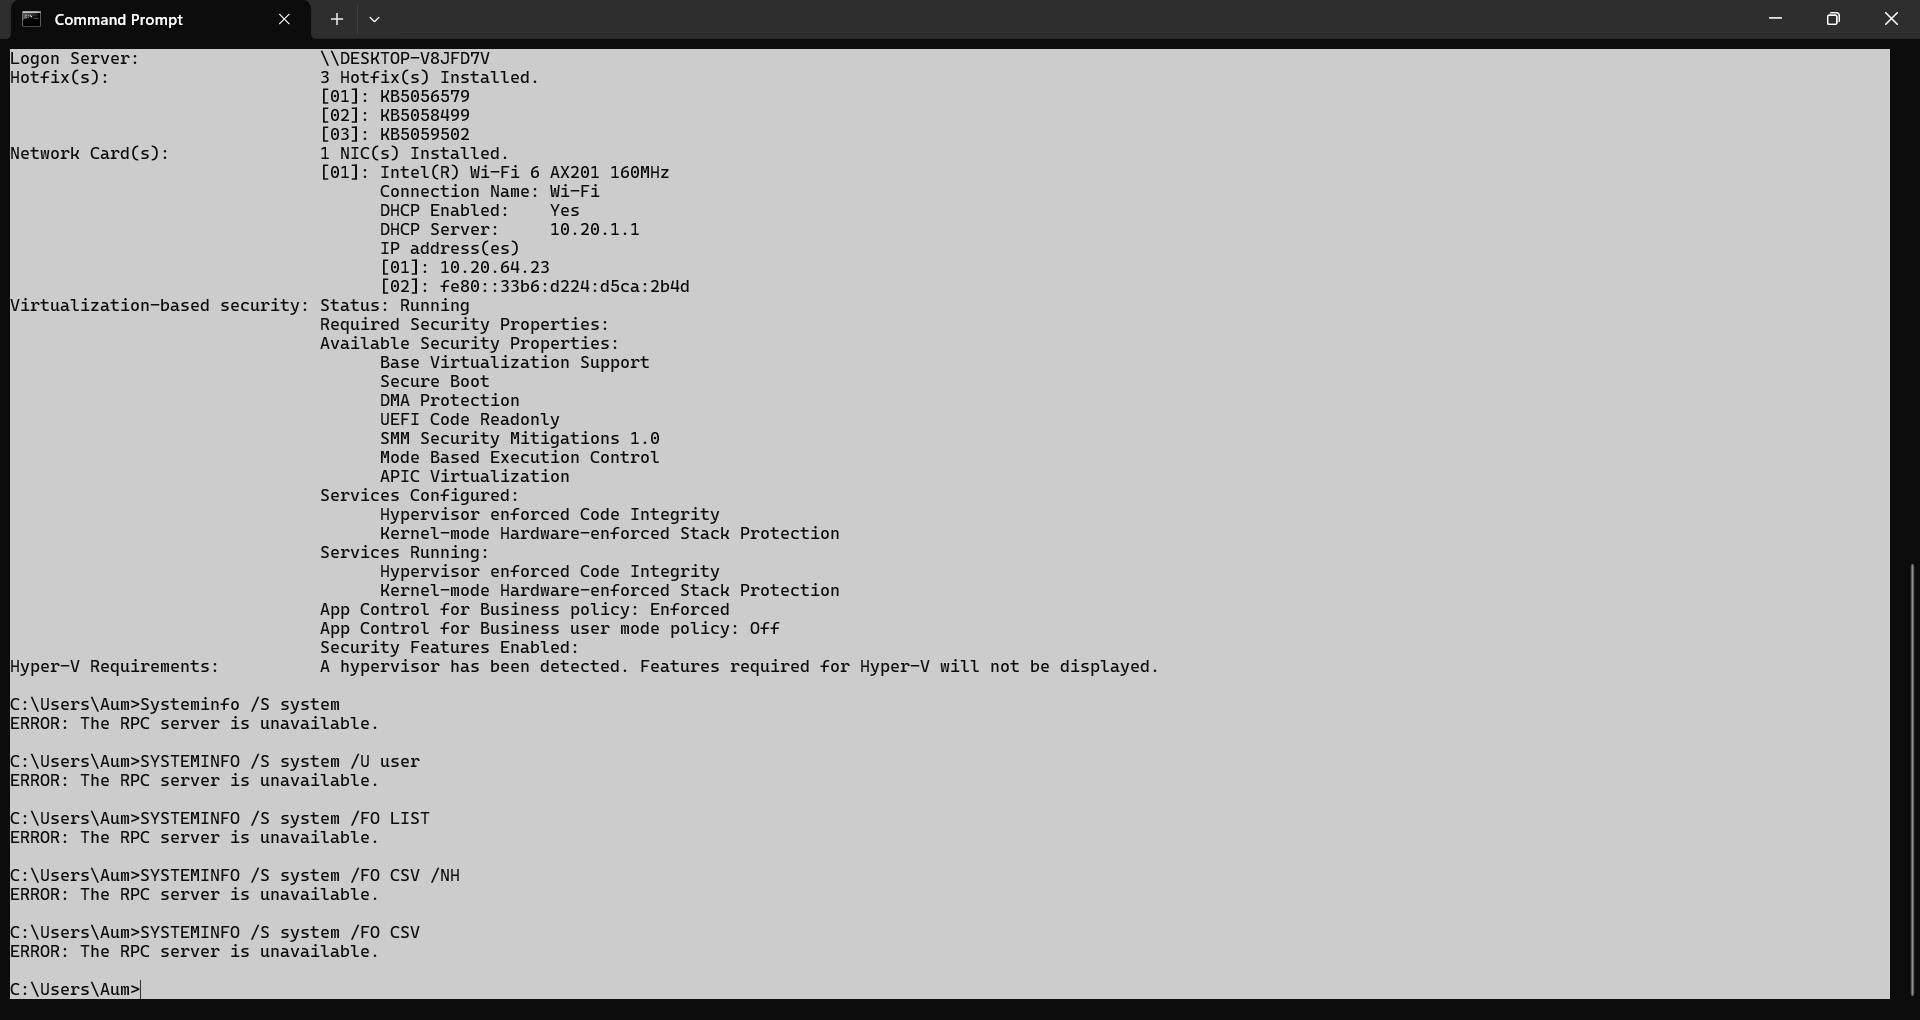 Command Prompt
Logon Server: \\DESKTOP-V8JFD7V
Hotfix(s): 3 Hotfix(s) Installed.
[01]: KB5056579
[02]: KB5058499
[03]: KB5059502
Network Card(s): 1 NIC(s) Installed.
[01]: Intel(R) Wi-Fi 6 AX201 160MHz
Connection Name: Wi-Fi
DHCP Enabled: Yes
DHCP Server: 10.20.1.1
IP address(es)
[01]: 10.20.64.23
[02]: fe80::33b6:d224:d5ca:2b4d
Virtualization-based security: Status: Running
Required Security Properties:
Available Security Properties:
Base Virtualization Support
Secure Boot
DMA Protection
UEFI Code Readonly
SMM Security Mitigations 1.0
Mode Based Execution Control
APIC Virtualization
Services Configured:
Hypervisor enforced Code Integrity
Kernel-mode Hardware-enforced Stack Protection
Services Running:
Hypervisor enforced Code Integrity
Kernel-mode Hardware-enforced Stack Protection
App Control for Business policy: Enforced
App Control for Business user mode policy: Off
Security Features Enabled:
Hyper-V Requirements: A hypervisor has been detected. Features required for Hyper-V will not be displayed.
C:\Users\Aum>Systeminfo /S system
ERROR: The RPC server is unavailable.
C:\Users\Aum>SYSTEMINFO /S system /U user
ERROR: The RPC server is unavailable.
C:\Users\Aum>SYSTEMINFO /S system /FO LIST
ERROR: The RPC server is unavailable.
C:\Users\Aum>SYSTEMINFO /S system /FO CSV /NH
ERROR: The RPC server is unavailable.
C:\Users\Aum>SYSTEMINFO /S system /FO CSV
ERROR: The RPC server is unavailable.
C:\Users\Aum>